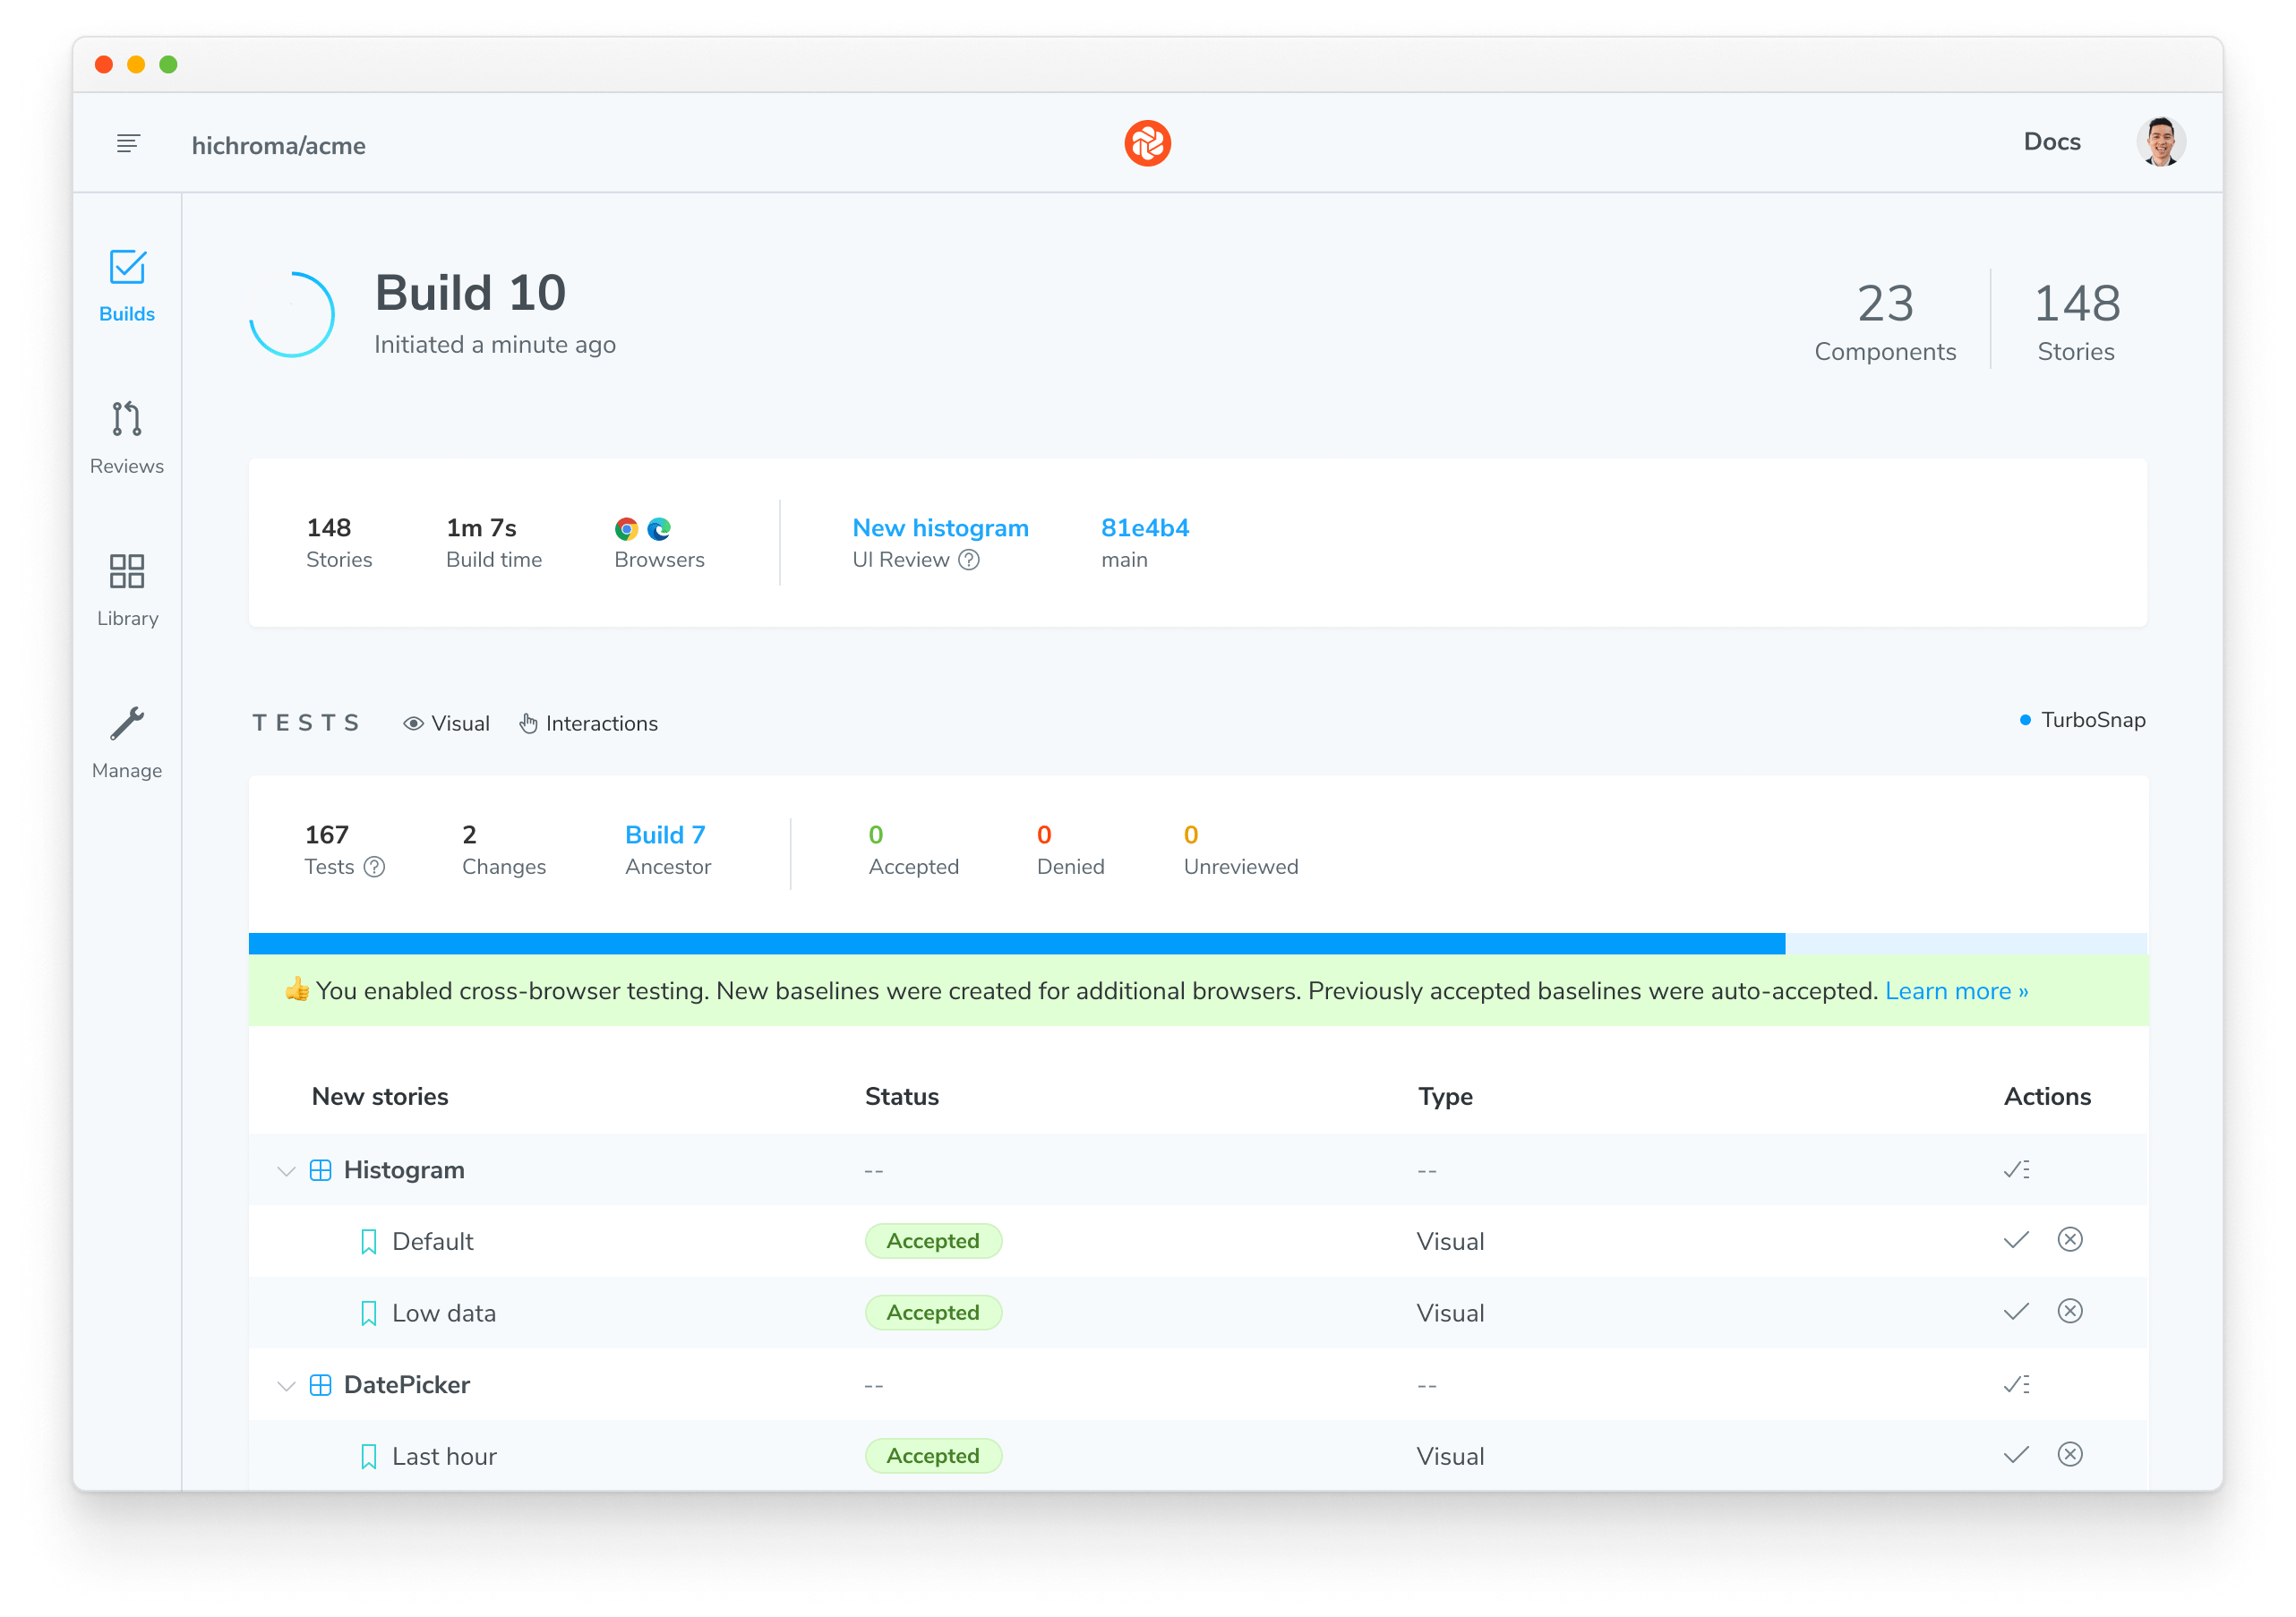 hichroma/acme
Docs
Builds
Reviews
Library
Manage
Build 10
Initiated a minute ago
23
Components
148
Stories
148
Stories
1m 7s
Build time
Browsers
New histogram
UI Review ?
81e4b4
main
TESTS Visual Interactions
TurboSnap
167
Tests ?
2
Changes
Build 7
Ancestor
0
Accepted
0
Denied
0
Unreviewed
👍 You enabled cross-browser testing. New baselines were created for additional browsers. Previously accepted baselines were auto-accepted. Learn more »
New stories Status Type Actions
Histogram -- --
Default Accepted Visual
Low data Accepted Visual
DatePicker -- --
Last hour Accepted Visual